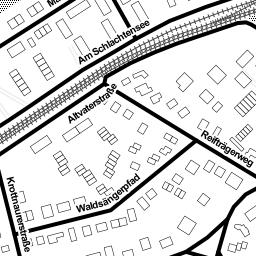 Am Schlachtensee
Altvaterstraße
Reifträgerweg
Waldsängerpfad
Krottnaurerstraße